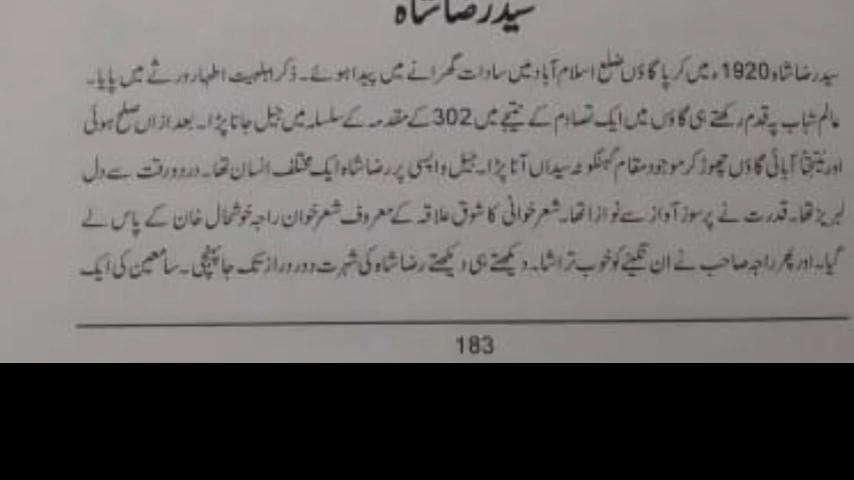 سید رضا شاہ
سید رضا شاہ 1920ء میں کرپا گاؤں ضلع اسلام آباد میں سادات گھرانے میں پیدا ہوئے۔ ذکر اہلبیت اطہار ورثے میں پایا۔
عالم شباب پہ قدم رکھتے ہی گاؤں میں ایک تصادم کے نتیجے میں 302 کے مقدمہ کے سلسلہ میں جیل جانا پڑا۔ بعد ازاں صلح ہوئی
اور نتیجتاً آبائی گاؤں چھوڑ کر موجود مقام سیداں آنا پڑا۔ جیل واپسی پر رضا شاہ ایک مختلف انسان تھا۔ درد ورقت سے دل
لبریز تھا۔ قدرت نے پرسوز آواز سے نوازا تھا۔ شعر خوانی کا شوق علاقہ کے معروف شعر خوان راجہ خوشحال خان کے پاس لے
گیا۔ اور پھر راجہ صاحب نے ان نگینے کو خوب تراشا۔ دیکھتے ہی دیکھتے رضا شاہ کی شہرت دور دراز تک جا پہنچی۔ سامعین کی ایک
183